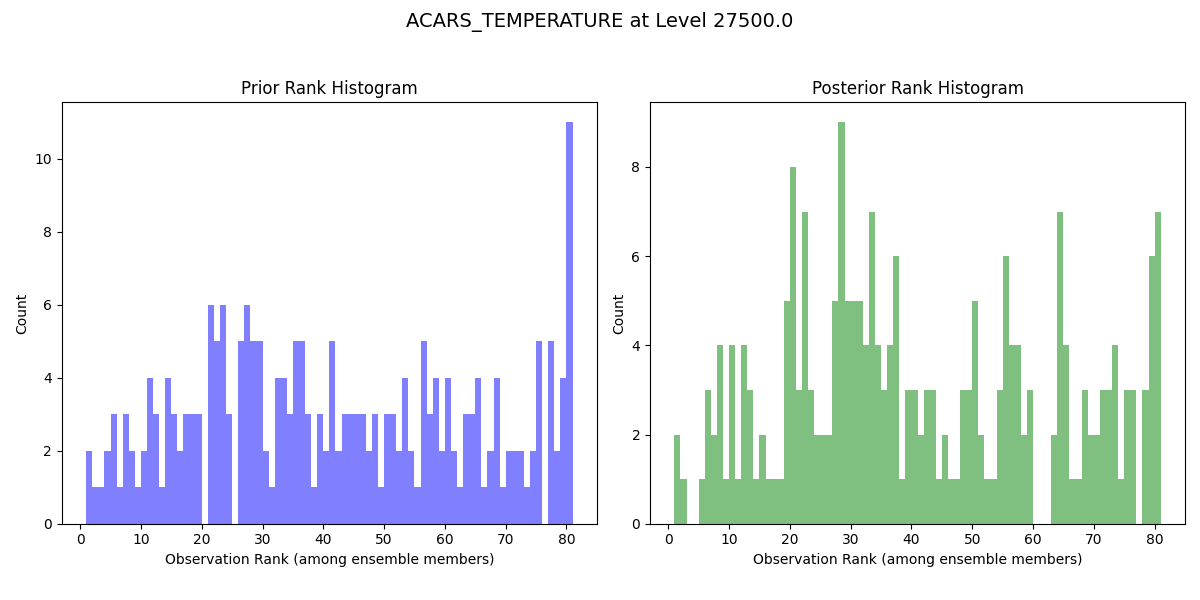 ACARS_TEMPERATURE at Level 27500.0
Prior Rank Histogram
Count
10
8
6
4
2
0
0 10 20 30 40 50 60 70 80
Observation Rank (among ensemble members)
Posterior Rank Histogram
Count
8
6
4
2
0
0 10 20 30 40 50 60 70 80
Observation Rank (among ensemble members)